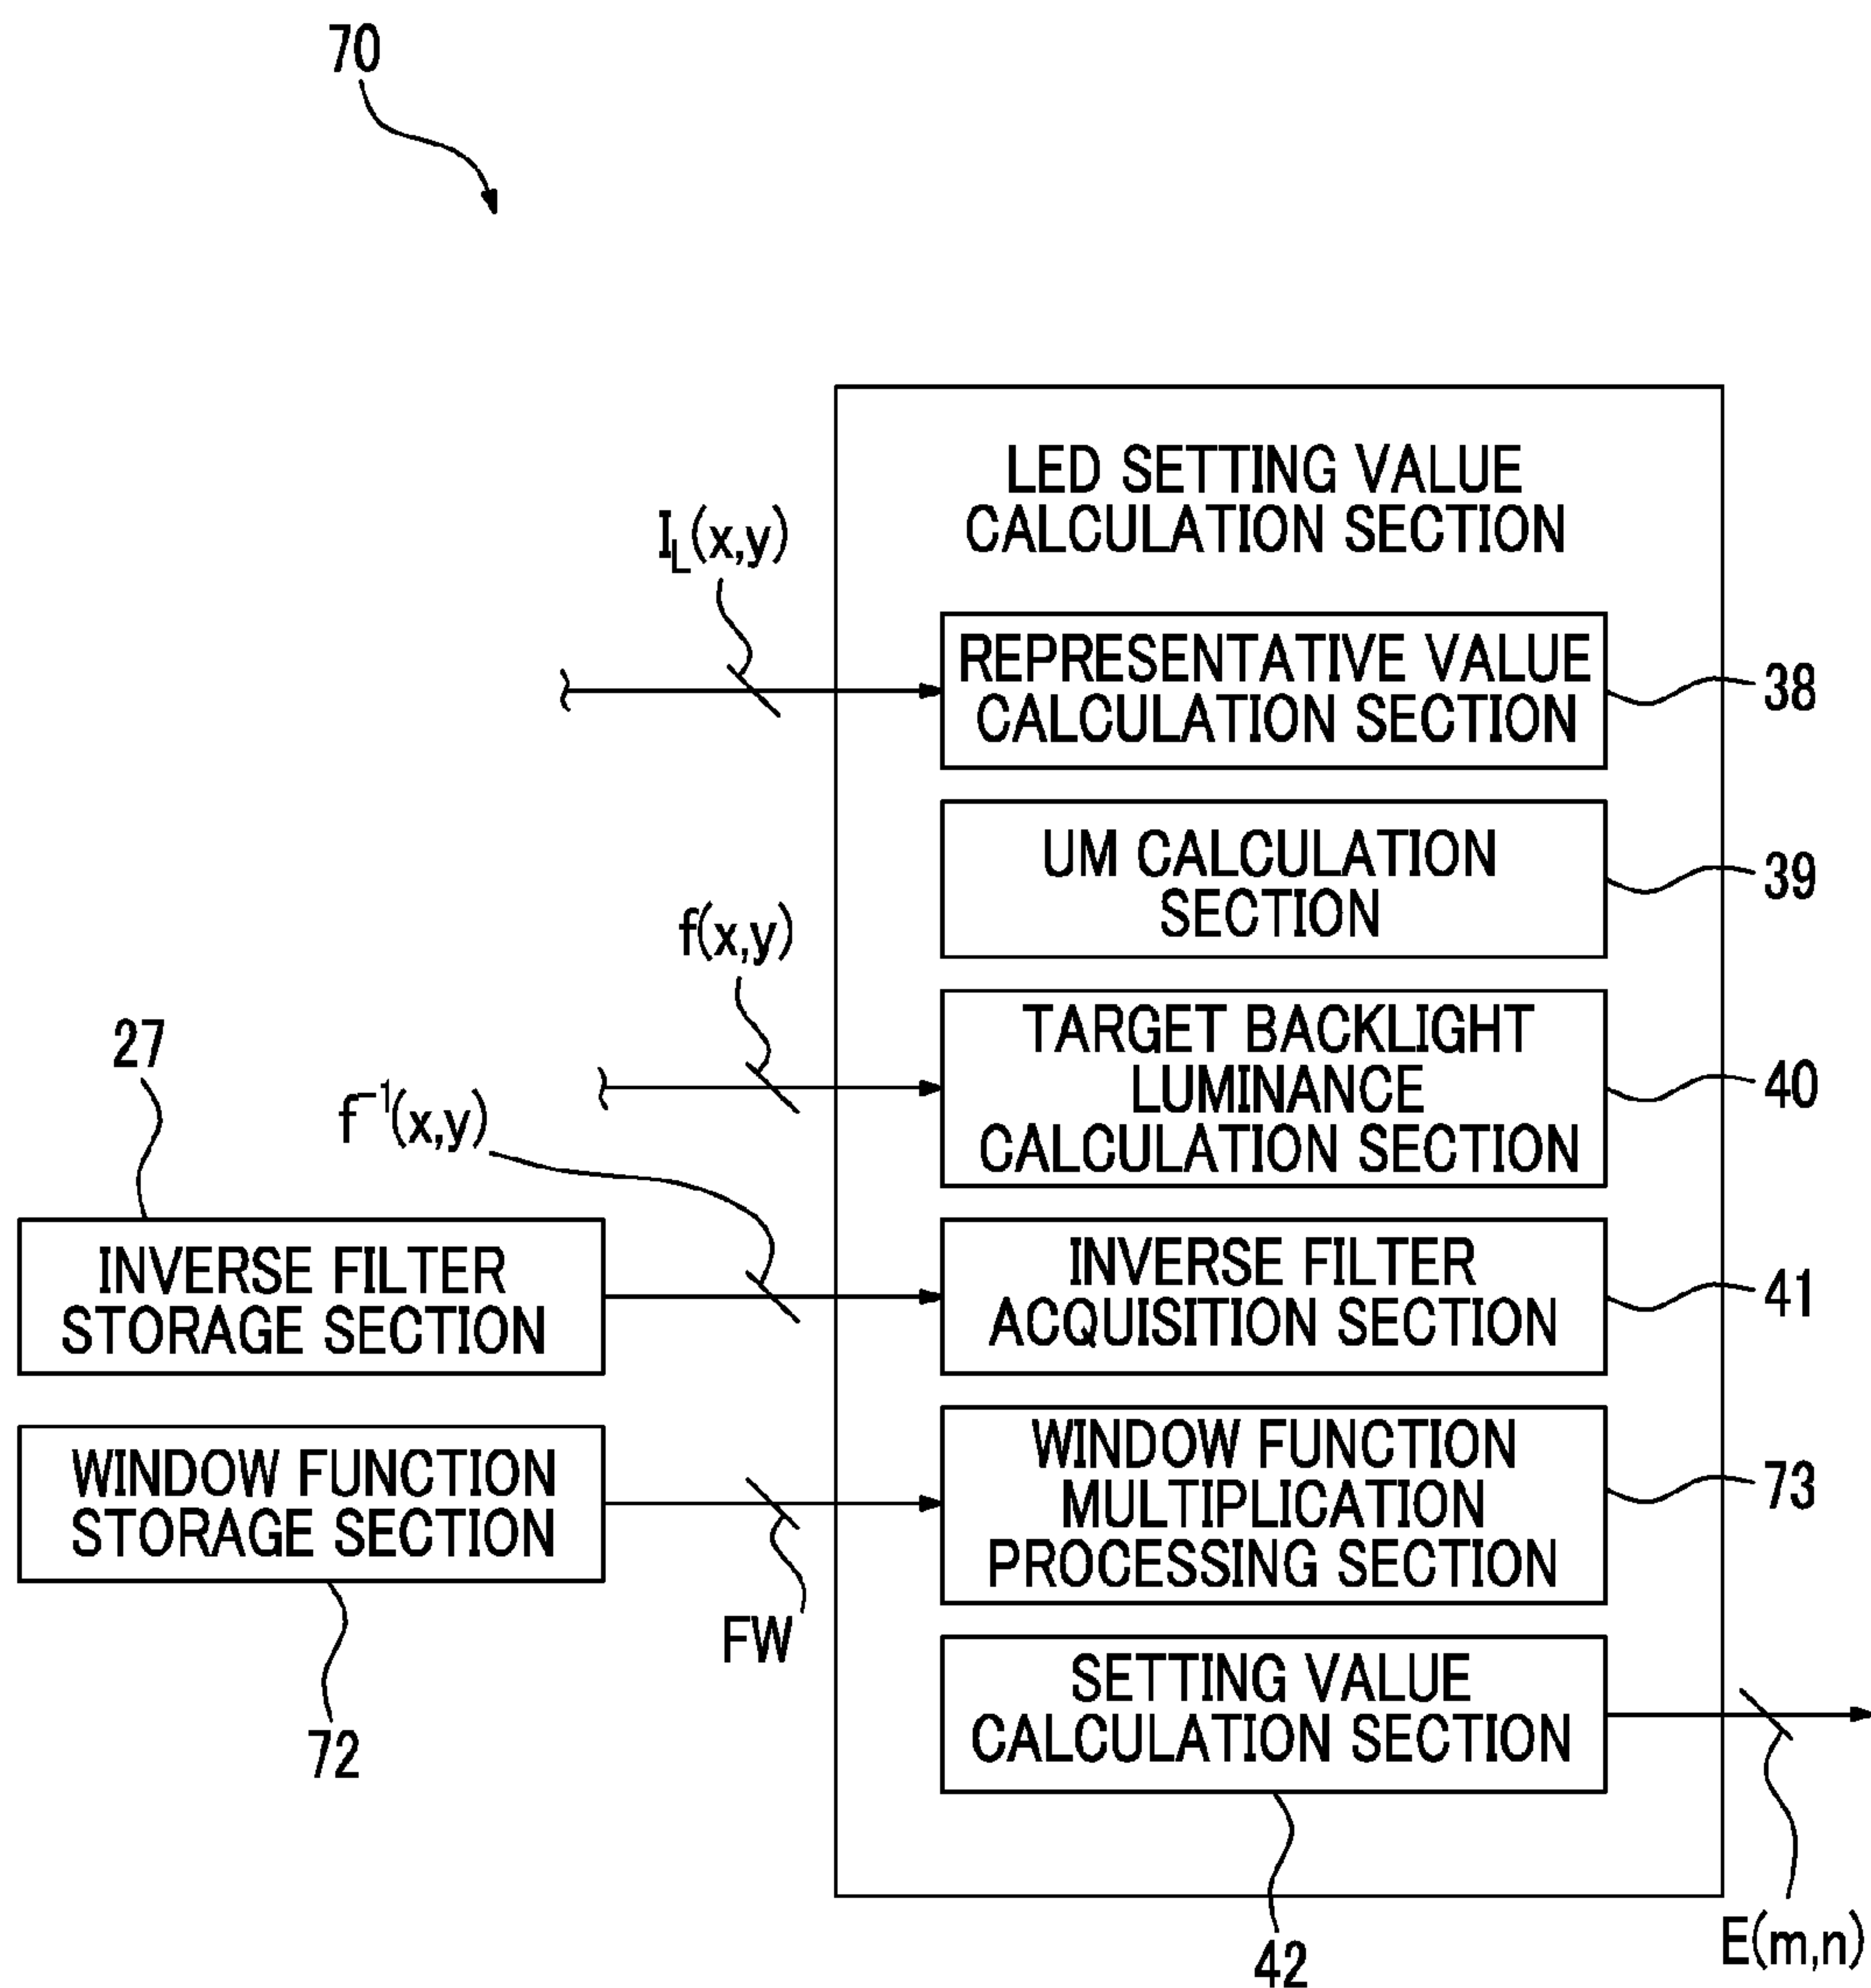 70
LED SETTING VALUE
CALCULATION SECTION
I_L(x,y)
REPRESENTATIVE VALUE
CALCULATION SECTION
38
UM CALCULATION
SECTION
39
f(x,y)
TARGET BACKLIGHT
LUMINANCE
CALCULATION SECTION
40
27
f⁻¹(x,y)
INVERSE FILTER
STORAGE SECTION
INVERSE FILTER
ACQUISITION SECTION
41
WINDOW FUNCTION
STORAGE SECTION
WINDOW FUNCTION
MULTIPLICATION
PROCESSING SECTION
73
FW
72
SETTING VALUE
CALCULATION SECTION
42
E(m,n)